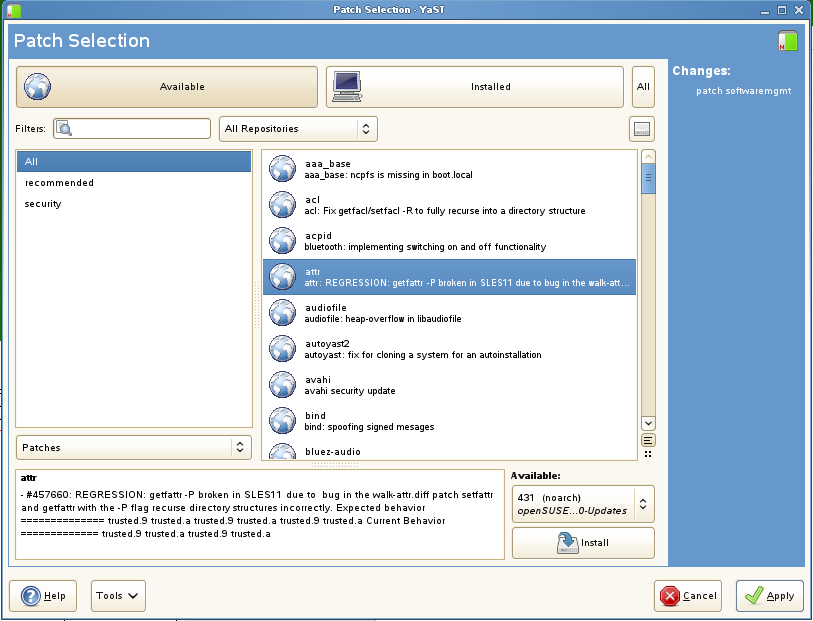 Patch Selection - YaST
Patch Selection
Available
Installed
All
Changes:
patch softwaremgmt
Filters:
All Repositories
All
recommended
security
aaa_base
aaa_base: ncpfs is missing in boot.local
acl
acl: Fix getfacl/setfacl -R to fully recurse into a directory structure
acpid
bluetooth: implementing switching on and off functionality
attr
attr: REGRESSION: getfattr -P broken in SLES11 due to bug in the walk-att...
audiofile
audiofile: heap-overflow in libaudiofile
autoyast2
autoyast: fix for cloning a system for an autoinstallation
avahi
avahi security update
bind
bind: spoofing signed mesages
bluez-audio
Patches
attr
- #457660: REGRESSION: getfattr -P broken in SLES11 due to bug in the walk-attr.diff patch setfattr
and getfattr with the -P flag recurse directory structures incorrectly. Expected behavior
============== trusted.9 trusted.a trusted.9 trusted.a trusted.9 trusted.a Current Behavior
============= trusted.9 trusted.a trusted.9 trusted.a
Available:
431 (noarch)
openSUSE...0-Updates
Install
Help
Tools
Cancel
Apply